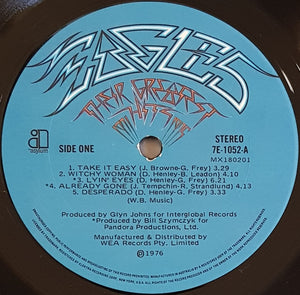 EAGLES
THEIR GREATEST
HITS
asylum
SIDE ONE
STEREO
7E-1052-A
MX180201
1. TAKE IT EASY (J. Browne-G. Frey) 3.29
2. WITCHY WOMAN (D. Henley-B. Leadon) 4.10
*3. LYIN' EYES (D. Henley-G. Frey) 6.21
*4. ALREADY GONE (J. Tempchin-R. Strandlund) 4.13
5. DESPERADO (D. Henley-G. Frey) 3.33
(W.B. Music)
Produced by Glyn Johns for Interglobal Records
*Produced by Bill Szymczyk for
Pandora Productions, Ltd.
Manufactured & Distributed by
WEA Records Pty. Limited
℗1976